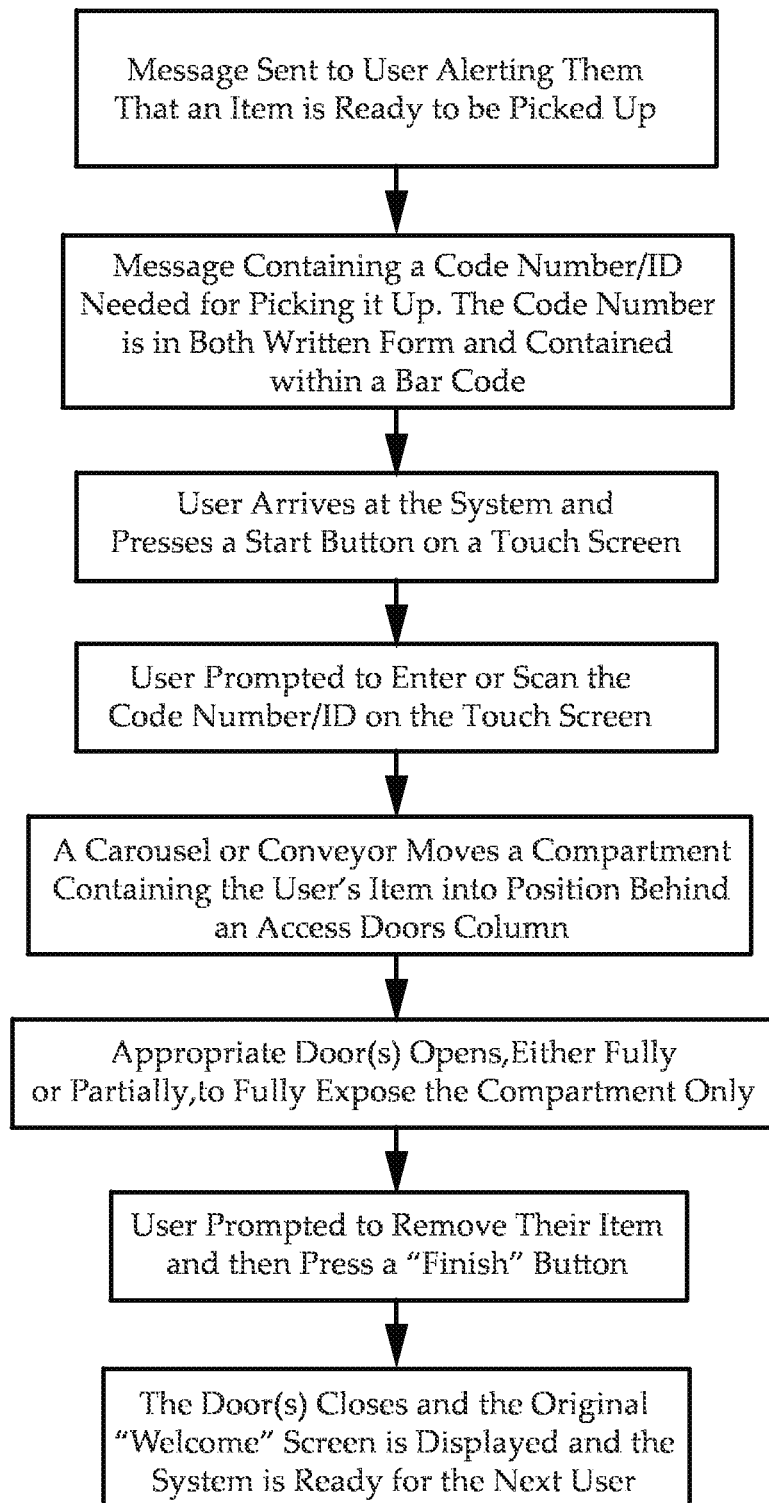 Message Sent to User Alerting Them
That an Item is Ready to be Picked Up
Message Containing a Code Number/ID
Needed for Picking it Up. The Code Number
is in Both Written Form and Contained
within a Bar Code
User Arrives at the System and
Presses a Start Button on a Touch Screen
User Prompted to Enter or Scan the
Code Number/ID on the Touch Screen
A Carousel or Conveyor Moves a Compartment
Containing the User's Item into Position Behind
an Access Doors Column
Appropriate Door(s) Opens,Either Fully
or Partially,to Fully Expose the Compartment Only
User Prompted to Remove Their Item
and then Press a “Finish” Button
The Door(s) Closes and the Original
“Welcome” Screen is Displayed and the
System is Ready for the Next User